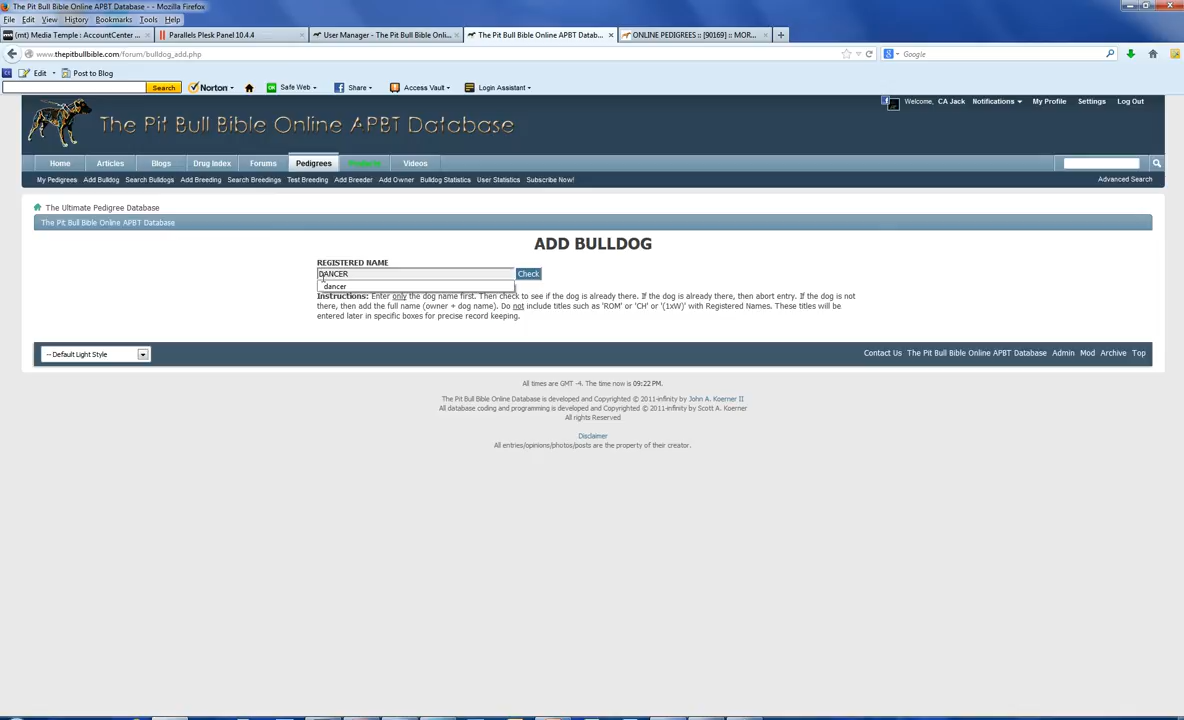 The Pit Bull Bible Online APBT Database - - Mozilla Firefox
File Edit View History Bookmarks Tools Help
(mt) Media Temple : AccountCenter ... Parallels Plesk Panel 10.4.4 User Manager - The Pit Bull Bible Onli... The Pit Bull Bible Online APBT Datab... ONLINE PEDIGREES :: [90169] :: MOR...
www.thepitbullbible.com/forum/bulldog_add.php Google
Edit Post to Blog
Search Norton Safe Web Share Access Vault Login Assistant
Welcome, CA Jack Notifications My Profile Settings Log Out
The Pit Bull Bible Online APBT Database
Home Articles Blogs Drug Index Forums Pedigrees Products Videos
My Pedigrees Add Bulldog Search Bulldogs Add Breeding Search Breedings Test Breeding Add Breeder Add Owner Bulldog Statistics User Statistics Subscribe Now! Advanced Search
The Ultimate Pedigree Database
The Pit Bull Bible Online APBT Database
ADD BULLDOG
REGISTERED NAME
DANCER Check
dancer
Instructions: Enter only the dog name first. Then check to see if the dog is already there. If the dog is already there, then abort entry. If the dog is not
there, then add the full name (owner + dog name). Do not include titles such as 'ROM' or 'CH' or '(1xW)' with Registered Names. These titles will be
entered later in specific boxes for precise record keeping.
-- Default Light Style Contact Us The Pit Bull Bible Online APBT Database Admin Mod Archive Top
All times are GMT -4. The time now is 09:22 PM.
The Pit Bull Bible Online Database is developed and Copyrighted © 2011-infinity by John A. Koerner II
All database coding and programming is developed and Copyrighted © 2011-infinity by Scott A. Koerner
All rights Reserved
Disclaimer
All entries/opinions/photos/posts are the property of their creator.